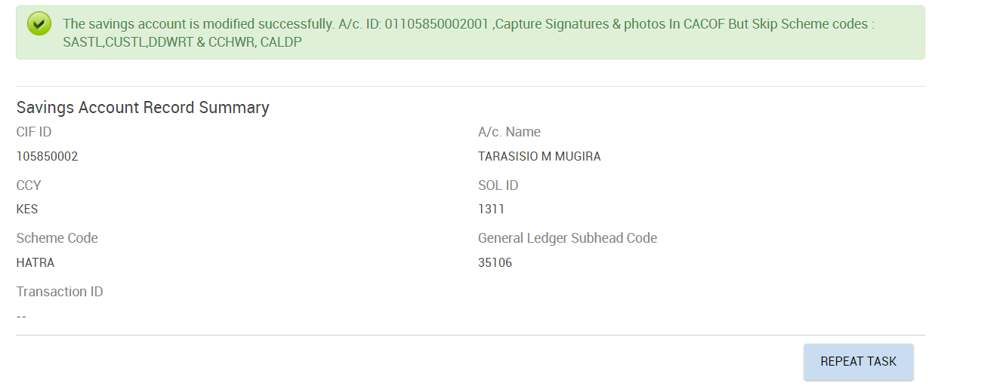 The savings account is modified successfully. A/c. ID: 01105850002001 ,Capture Signatures & photos In CACOF But Skip Scheme codes :
SASTL,CUSTL,DDWRT & CCHWR, CALDP
Savings Account Record Summary
CIF ID
105850002
A/c. Name
TARASISIO M MUGIRA
CCY
KES
SOL ID
1311
Scheme Code
HATRA
General Ledger Subhead Code
35106
Transaction ID
--
REPEAT TASK